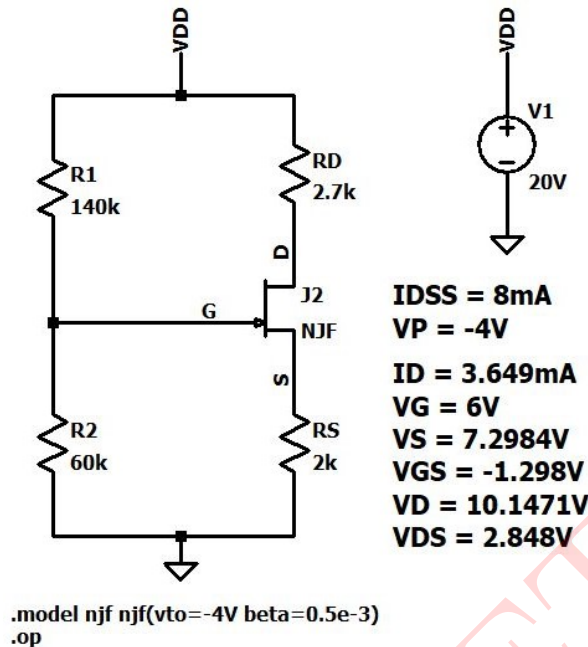 VDD
VDD
R1
140k
RD
2.7k
V1
20V
D
J2
NJF
G
S
R2
60k
RS
2k
IDSS = 8mA
VP = -4V
ID = 3.649mA
VG = 6V
VS = 7.2984V
VGS = -1.298V
VD = 10.1471V
VDS = 2.848V
.model njf njf(vto=-4V beta=0.5e-3)
.op